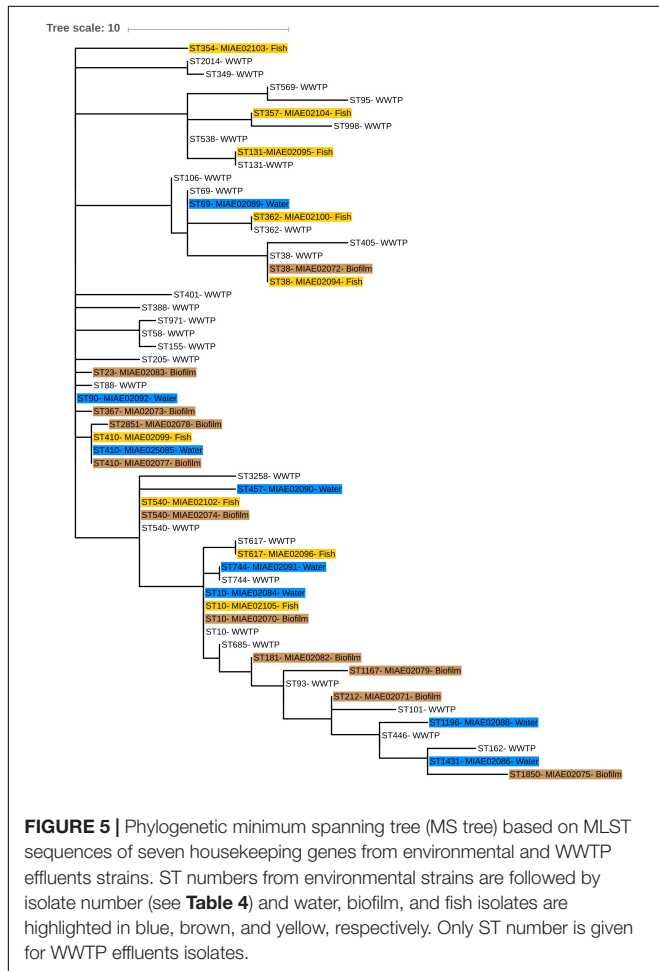 Tree scale: 10
ST354- MIAE02103- Fish
ST2014- WWTP
ST349- WWTP
ST569- WWTP
ST95- WWTP
ST357- MIAE02104- Fish
ST998- WWTP
ST538- WWTP
ST131-MIAE02095- Fish
ST131-WWTP
ST106- WWTP
ST69- WWTP
ST69- MIAE02089- Water
ST362- MIAE02100- Fish
ST362- WWTP
ST405- WWTP
ST38- WWTP
ST38- MIAE02072- Biofilm
ST38- MIAE02094- Fish
ST401- WWTP
ST388- WWTP
ST971- WWTP
ST58- WWTP
ST155- WWTP
ST205- WWTP
ST23- MIAE02083- Biofilm
ST88- WWTP
ST90- MIAE02092- Water
ST367- MIA02073- Biofilm
ST2851- MIAE02078- Biofilm
ST410- MIAE02099- Fish
ST410- MIAE025085- Water
ST410- MIAE02077- Biofilm
ST3258- WWTP
ST457- MIAE02090- Water
ST540- MIAE02102- Fish
ST540- MIAE02074- Biofilm
ST540- WWTP
ST617- WWTP
ST617- MIAE02096- Fish
ST744- MIAE02091- Water
ST744- WWTP
ST10- MIAE02084- Water
ST10- MIAE02105- Fish
ST10- MIAE02070- Biofilm
ST10- WWTP
ST685- WWTP
ST181- MIAE02082- Biofilm
ST1167- MIAE02079- Biofilm
ST93- WWTP
ST212- MIAE02071- Biofilm
ST101- WWTP
ST1196- MIAE02088- Water
ST446- WWTP
ST162- WWTP
ST1431- MIAE02086- Water
ST1850- MIAE02075- Biofilm
FIGURE 5 | Phylogenetic minimum spanning tree (MS tree) based on MLST
sequences of seven housekeeping genes from environmental and WWTP
effluents strains. ST numbers from environmental strains are followed by
isolate number (see Table 4) and water, biofilm, and fish isolates are
highlighted in blue, brown, and yellow, respectively. Only ST number is given
for WWTP effluents isolates.